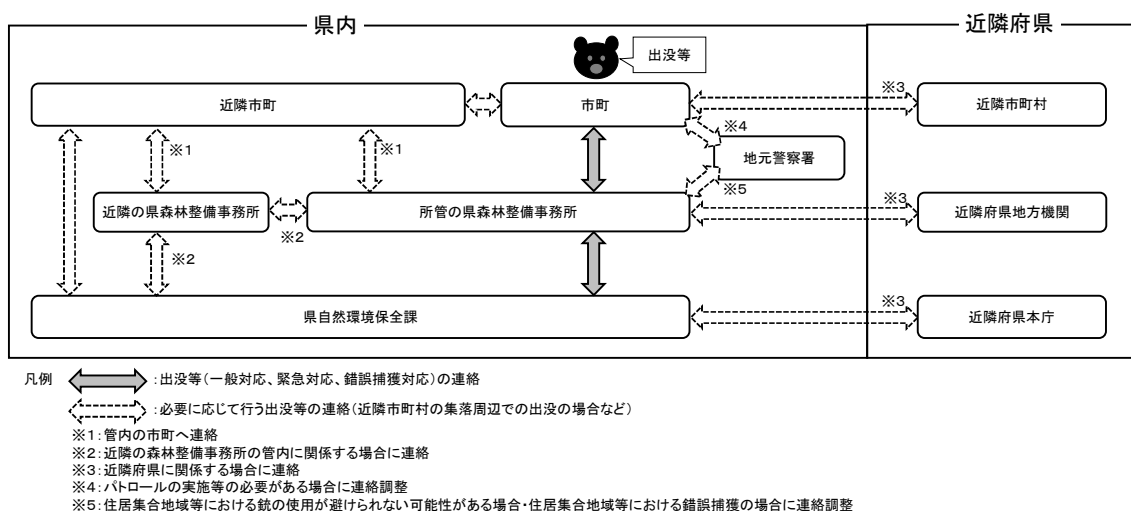 県内
近隣府県
出没等
近隣市町
市町
※3
近隣市町村
※4
地元警察署
※1
※1
※5
近隣の県森林整備事務所
所管の県森林整備事務所
※3
近隣府県地方機関
※2
※2
県自然環境保全課
※3
近隣府県本庁
凡例
:出没等(一般対応、緊急対応、錯誤捕獲対応)の連絡
:必要に応じて行う出没等の連絡(近隣市町村の集落周辺での出没の場合など)
※1:管内の市町へ連絡
※2:近隣の森林整備事務所の管内に関係する場合に連絡
※3:近隣府県に関係する場合に連絡
※4:パトロールの実施等の必要がある場合に連絡調整
※5:住居集合地域等における銃の使用が避けられない可能性がある場合・住居集合地域等における錯誤捕獲の場合に連絡調整